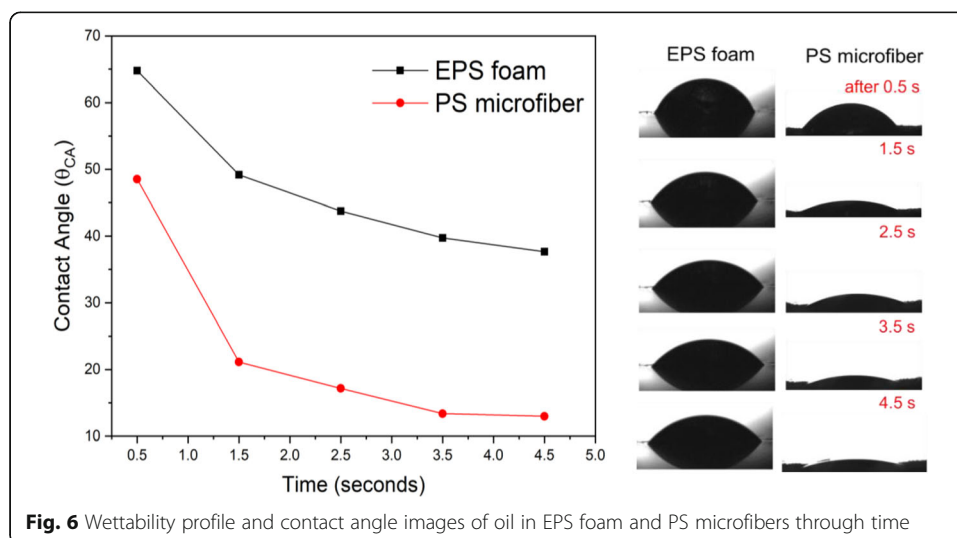 70
60
50
40
30
20
10
Contact Angle (θCA)
EPS foam
PS microfiber
0.5 1.0 1.5 2.0 2.5 3.0 3.5 4.0 4.5 5.0
Time (seconds)
EPS foam PS microfiber
after 0.5 s
1.5 s
2.5 s
3.5 s
4.5 s
Fig. 6 Wettability profile and contact angle images of oil in EPS foam and PS microfibers through time